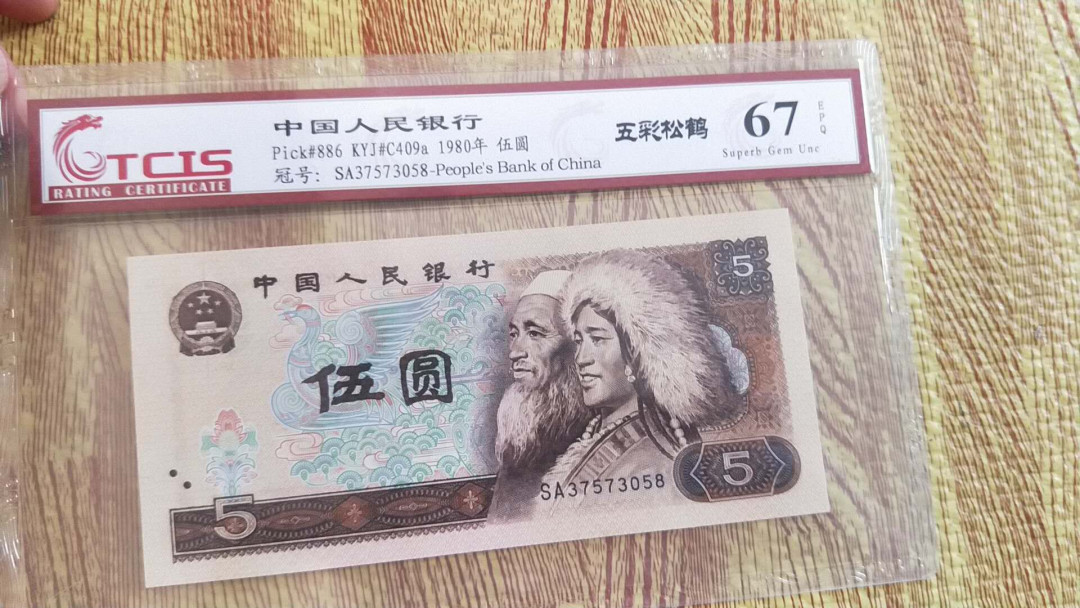 TCIS
RATING CERTIFICATE
中国人民银行
Pick#886 KYJ#C409a 1980年 伍圆
冠号: SA37573058-People's Bank of China
五彩松鹤
67
EPQ
Superb Gem Unc
中国人民银行
5
伍圆
SA37573058
5
5